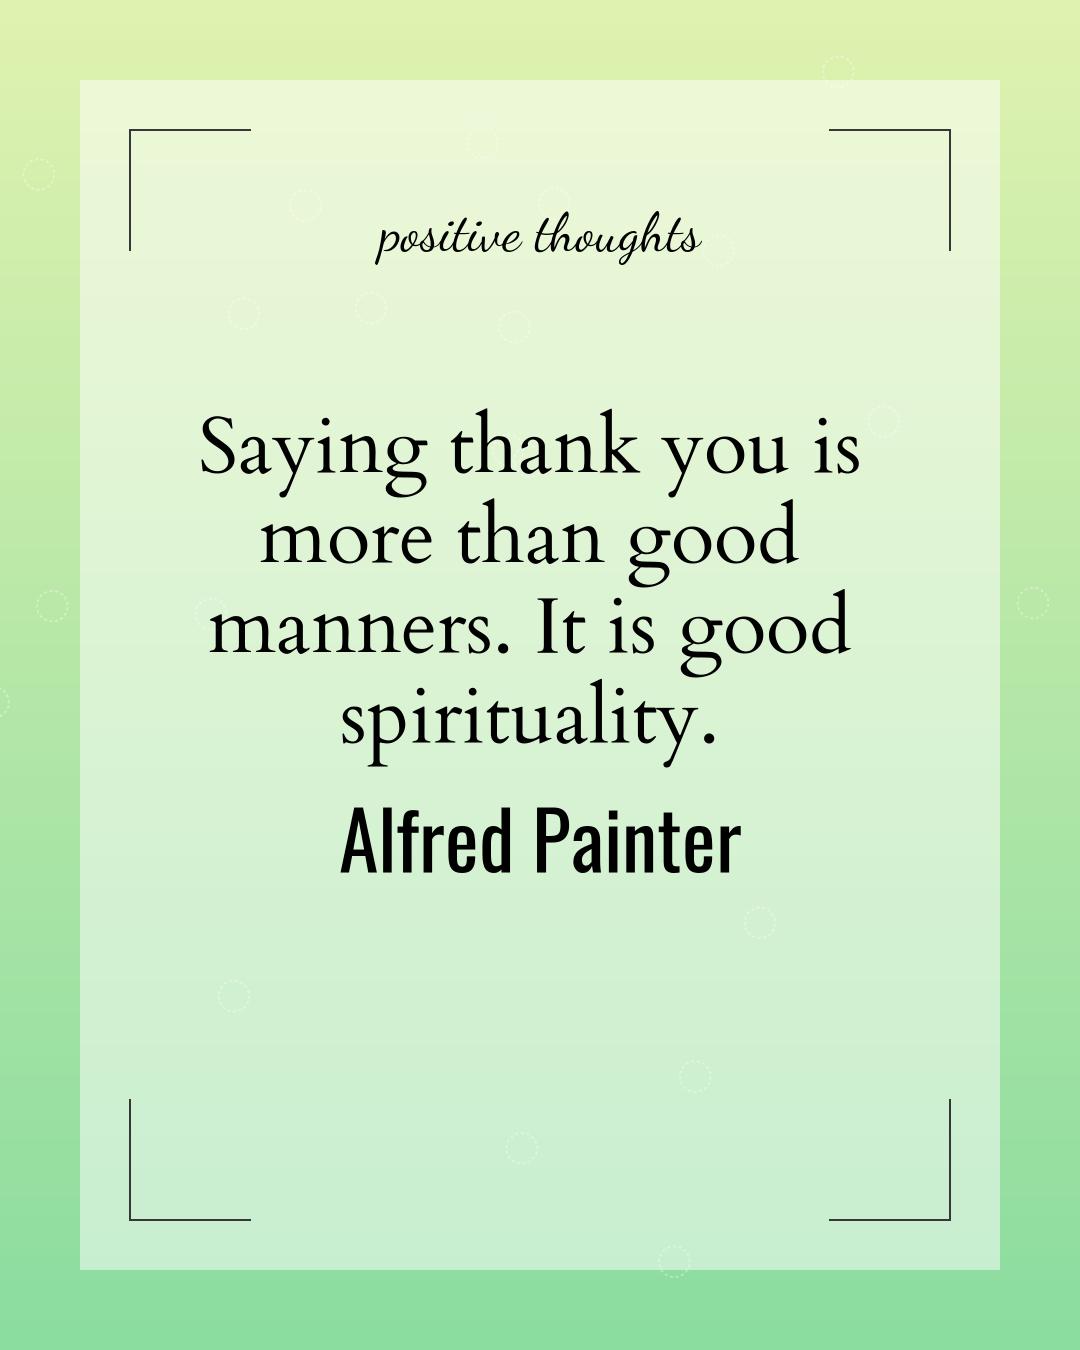 positive thoughts
Saying thank you is
more than good
manners. It is good
spirituality.
Alfred Painter